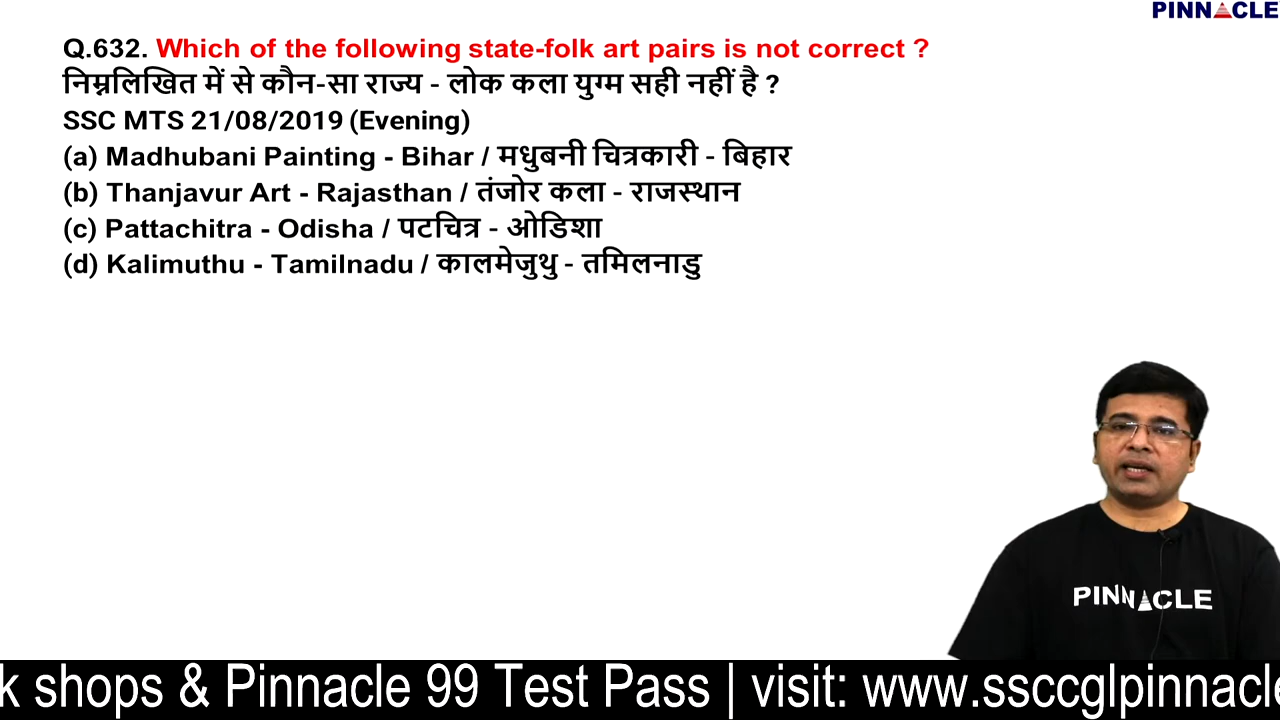 PINNACLE
Q.632. Which of the following state-folk art pairs is not correct ?
निम्नलिखित में से कौन-सा राज्य - लोक कला युग्म सही नहीं है ?
SSC MTS 21/08/2019 (Evening)
(a) Madhubani Painting - Bihar / मधुबनी चित्रकारी - बिहार
(b) Thanjavur Art - Rajasthan / तंजोर कला - राजस्थान
(c) Pattachitra - Odisha / पटचित्र - ओडिशा
(d) Kalimuthu - Tamilnadu / कालमेजुथु - तमिलनाडु
PINNACLE
k shops & Pinnacle 99 Test Pass | visit: www.ssccglpinnacle